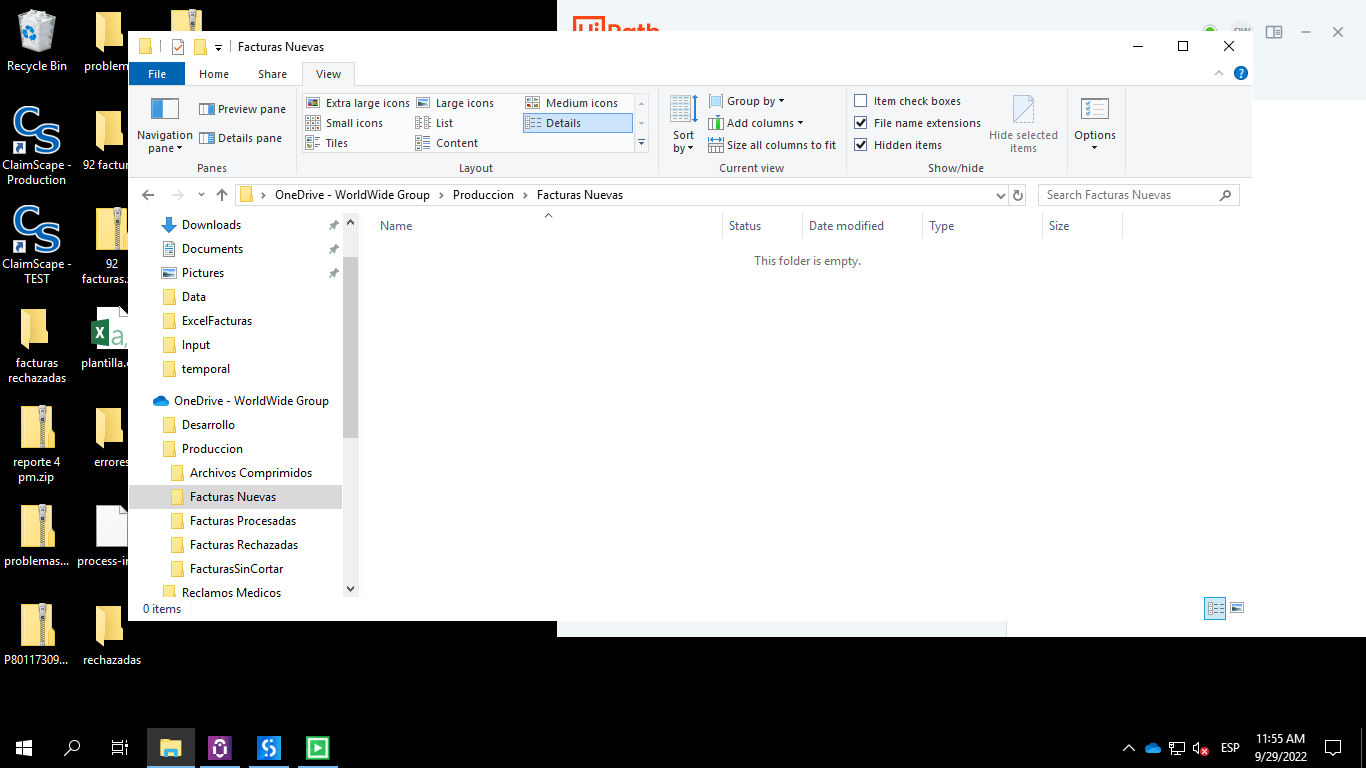 Recycle Bin
problem
ClaimScape -
Production
92 factur
ClaimScape -
TEST
92
facturas.
facturas
rechazadas
plantilla.
reporte 4
pm.zip
errores
problemas...
process-in
P80117309...
rechazadas
UiPath
Facturas Nuevas
File
Home
Share
View
Navigation
pane
Preview pane
Details pane
Panes
Extra large icons
Large icons
Medium icons
Small icons
List
Details
Tiles
Content
Layout
Sort
by
Group by
Add columns
Size all columns to fit
Current view
Item check boxes
File name extensions
Hidden items
Hide selected
items
Show/hide
Options
OneDrive - WorldWide Group
Produccion
Facturas Nuevas
Search Facturas Nuevas
Name
Status
Date modified
Type
Size
This folder is empty.
Downloads
Documents
Pictures
Data
ExcelFacturas
Input
temporal
OneDrive - WorldWide Group
Desarrollo
Produccion
Archivos Comprimidos
Facturas Nuevas
Facturas Procesadas
Facturas Rechazadas
FacturasSinCortar
Reclamos Medicos
0 items
ESP
11:55 AM
9/29/2022